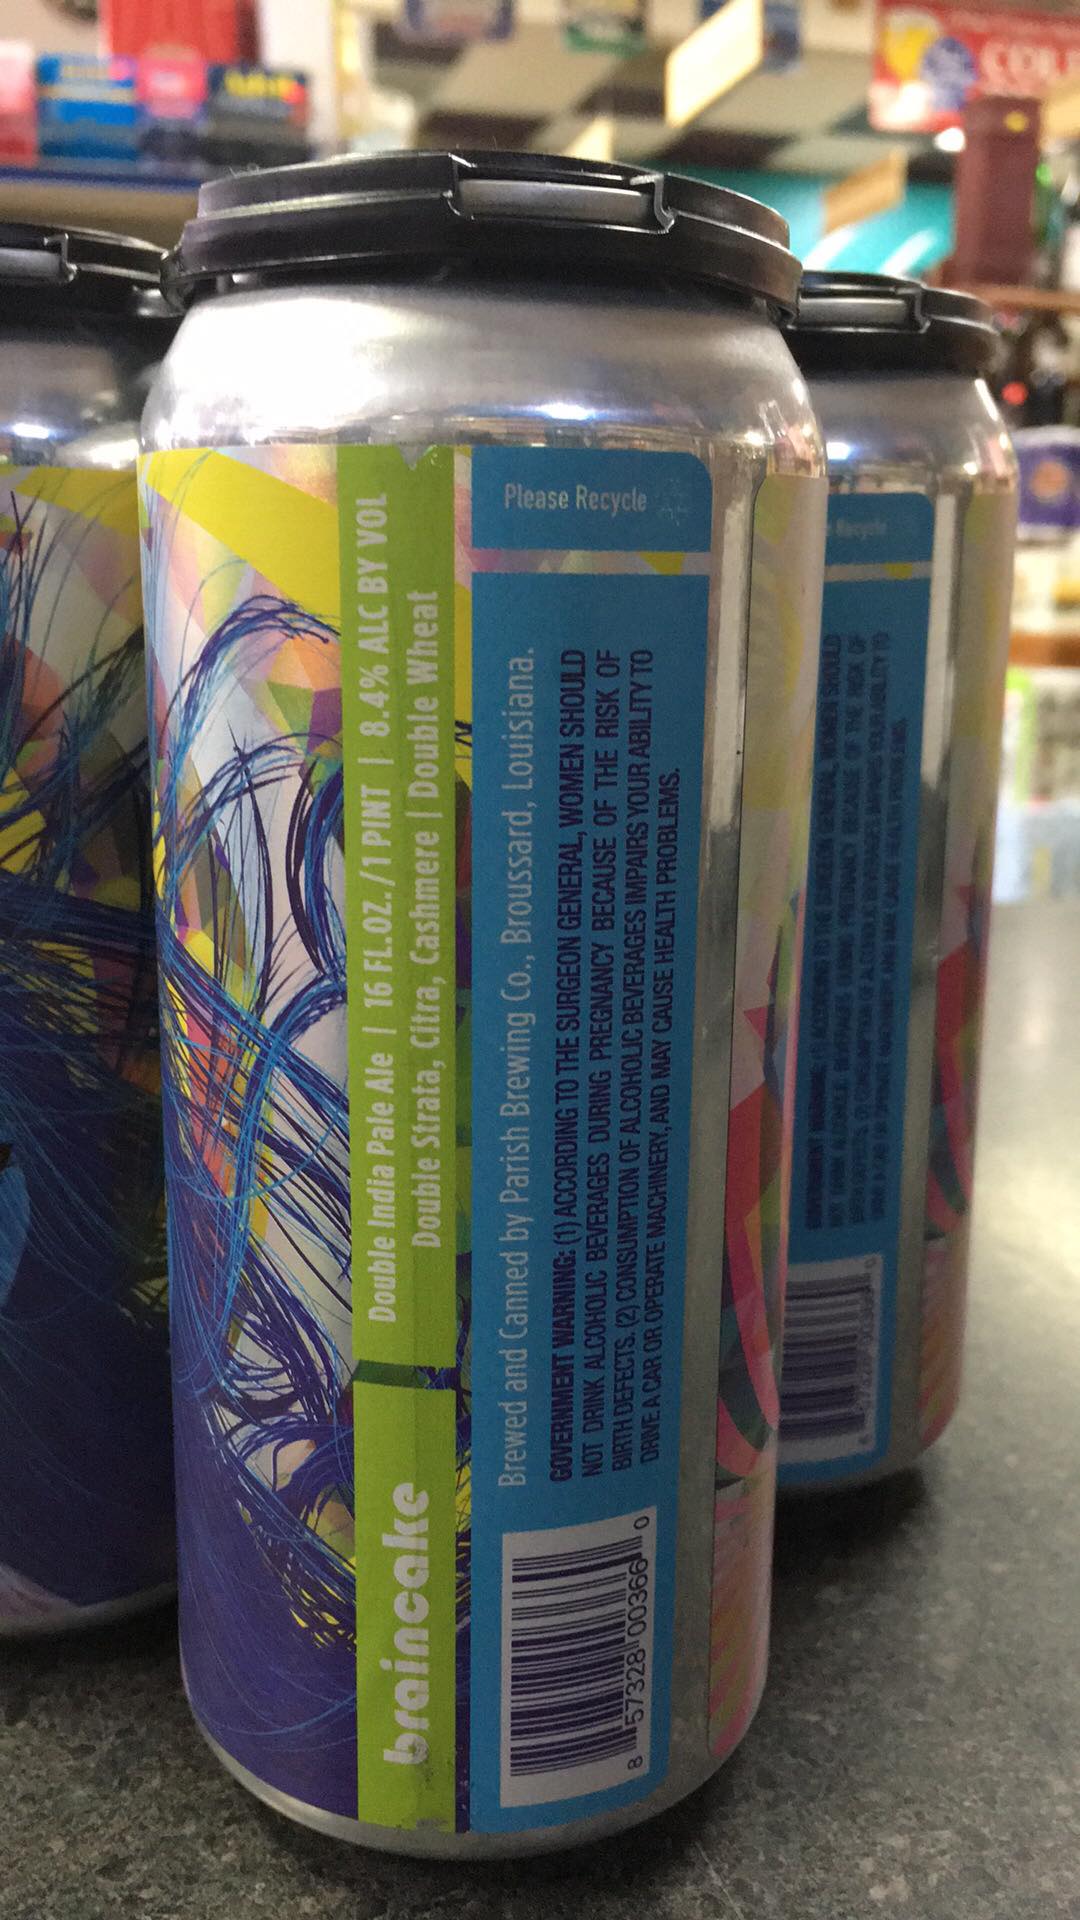 braincake
Double India Pale Ale | 16 FL.OZ./1 PINT | 8.4% ALC BY VOL
Double Strata, Citra, Cashmere | Double Wheat
Please Recycle
Brewed and Canned by Parish Brewing Co., Broussard, Louisiana.
GOVERNMENT WARNING: (1) ACCORDING TO THE SURGEON GENERAL, WOMEN SHOULD
NOT DRINK ALCOHOLIC BEVERAGES DURING PREGNANCY BECAUSE OF THE RISK OF
BIRTH DEFECTS. (2) CONSUMPTION OF ALCOHOLIC BEVERAGES IMPAIRS YOUR ABILITY TO
DRIVE A CAR OR OPERATE MACHINERY, AND MAY CAUSE HEALTH PROBLEMS.
8 57328 00366 0
Recycle